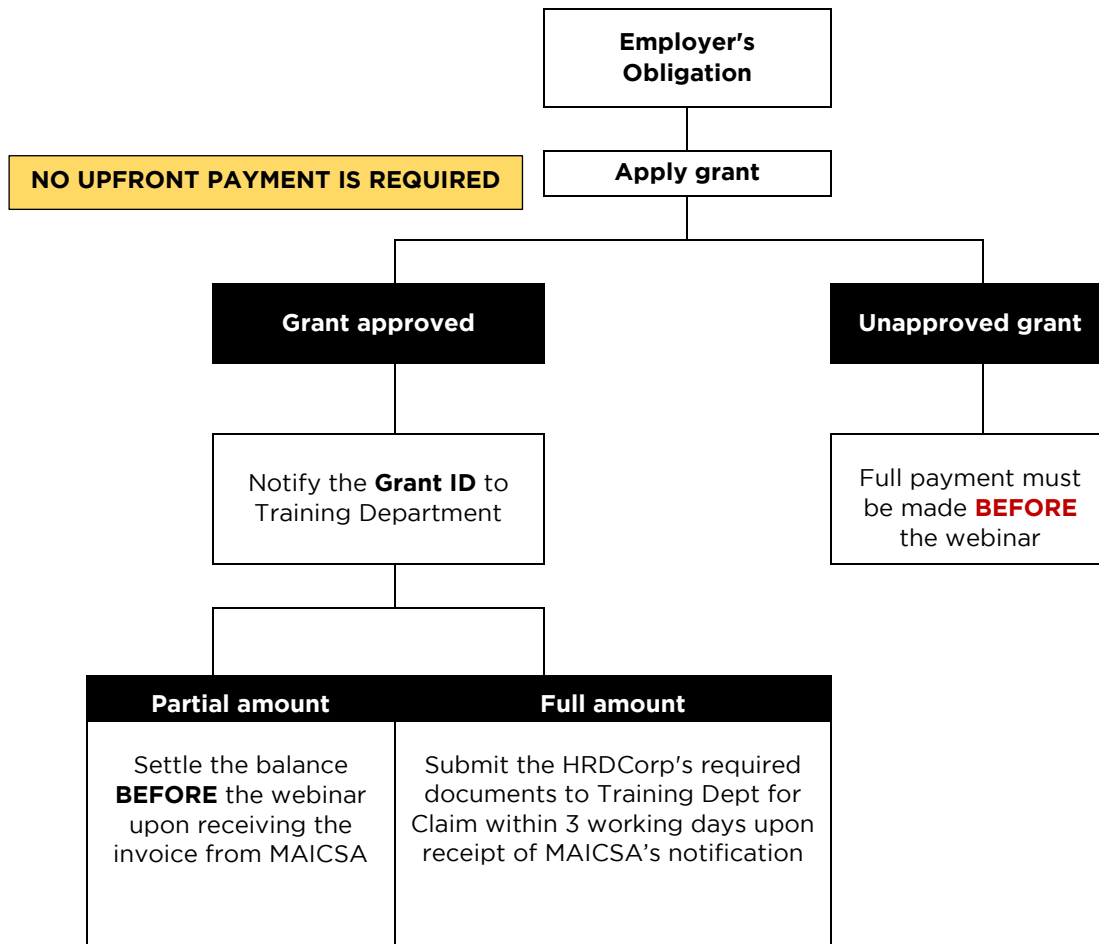 Employer's
Obligation
NO UPFRONT PAYMENT IS REQUIRED
Apply grant
Grant approved
Unapproved grant
Notify the Grant ID to
Training Department
Full payment must
be made BEFORE
the webinar
Partial amount
Full amount
Settle the balance
BEFORE the webinar
upon receiving the
invoice from MAICSA
Submit the HRDCorp's required
documents to Training Dept for
Claim within 3 working days upon
receipt of MAICSA’s notification